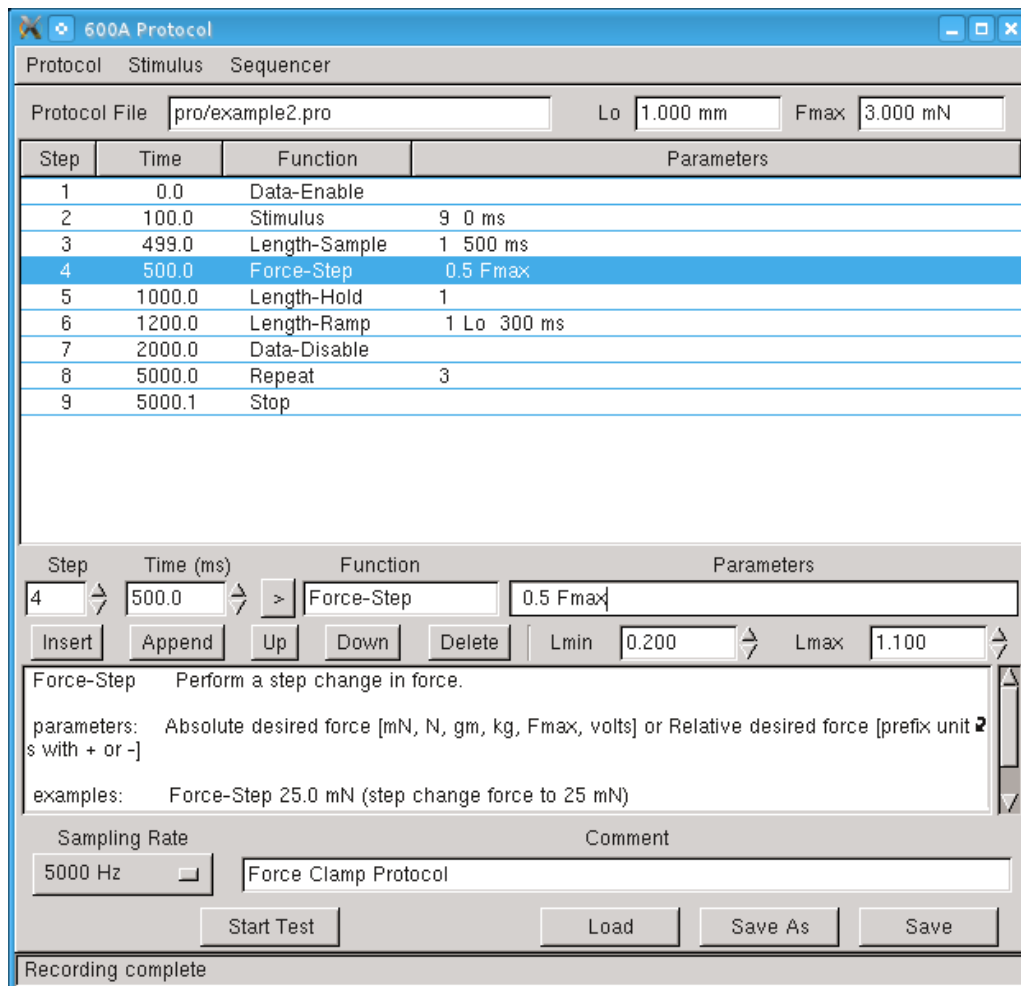 600A Protocol
Protocol Stimulus Sequencer
Protocol File pro/example2.pro Lo 1.000 mm Fmax 3.000 mN
Step Time Function Parameters
1 0.0 Data-Enable
2 100.0 Stimulus 9 0 ms
3 499.0 Length-Sample 1 500 ms
4 500.0 Force-Step 0.5 Fmax
5 1000.0 Length-Hold 1
6 1200.0 Length-Ramp 1 Lo 300 ms
7 2000.0 Data-Disable
8 5000.0 Repeat 3
9 5000.1 Stop
Step Time (ms) Function Parameters
4 500.0 > Force-Step 0.5 Fmax
Insert Append Up Down Delete Lmin 0.200 Lmax 1.100
Force-Step Perform a step change in force.
parameters: Absolute desired force [mN, N, gm, kg, Fmax, volts] or Relative desired force [prefix unit
s with + or -]
examples: Force-Step 25.0 mN (step change force to 25 mN)
Sampling Rate Comment
5000 Hz Force Clamp Protocol
Start Test Load Save As Save
Recording complete